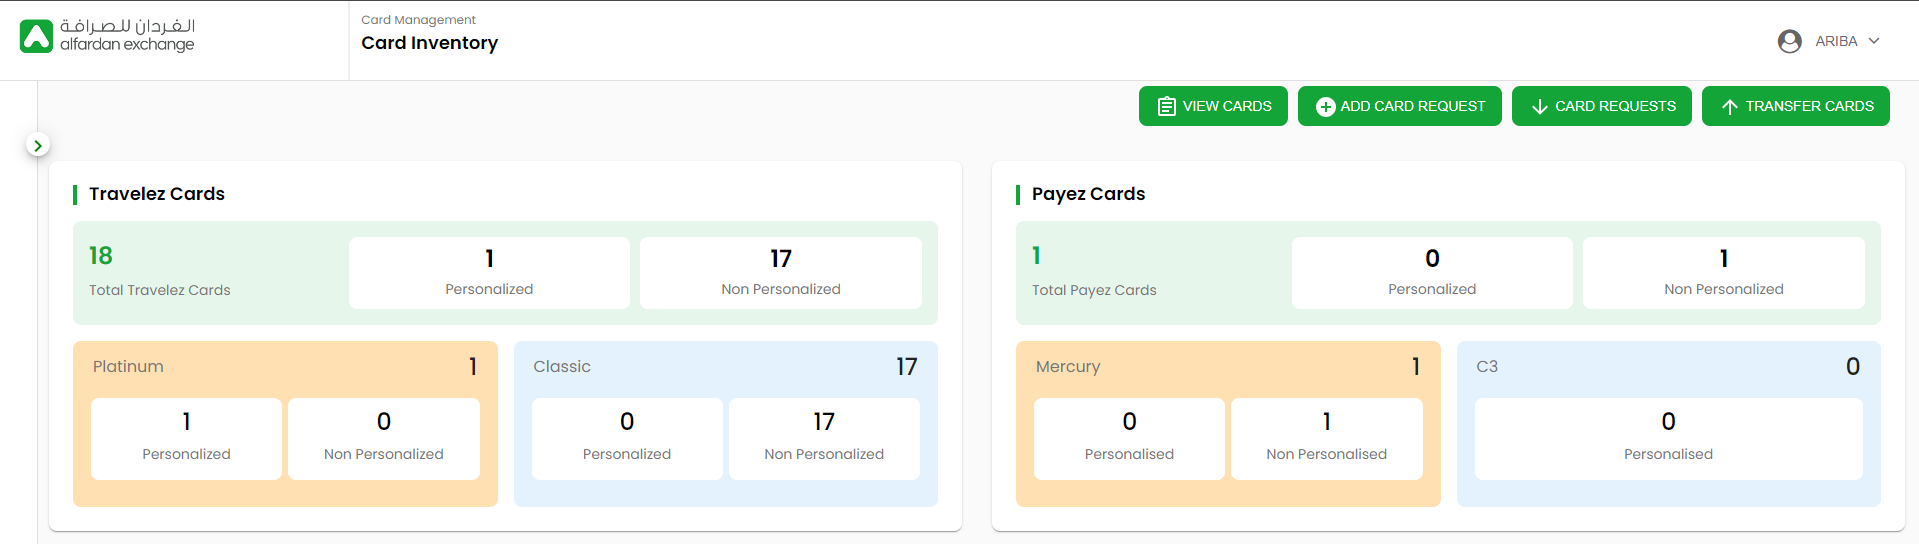 الفردان للصرافة
alfardan exchange
Card Management
Card Inventory
ARIBA
VIEW CARDS
ADD CARD REQUEST
CARD REQUESTS
TRANSFER CARDS
Travelez Cards
18
Total Travelez Cards
1
Personalized
17
Non Personalized
Platinum
1
1
Personalized
0
Non Personalized
Classic
17
0
Personalized
17
Non Personalized
Payez Cards
1
Total Payez Cards
0
Personalized
1
Non Personalized
Mercury
1
0
Personalised
1
Non Personalised
C3
0
0
Personalised